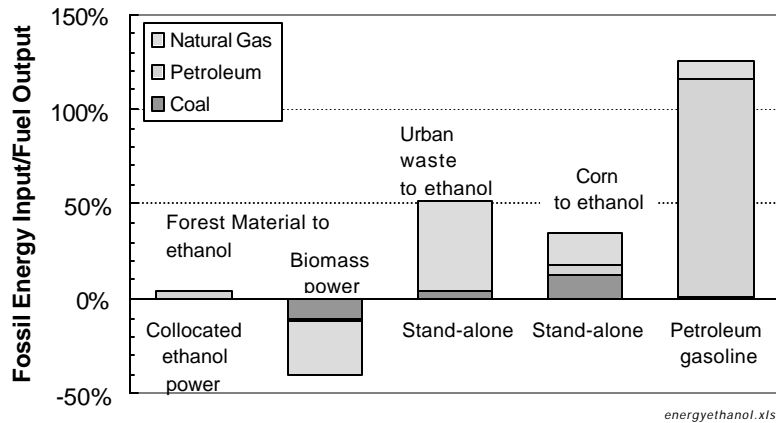 Fossil Energy Input/Fuel Output
150%
100%
50%
0%
-50%
Natural Gas
Petroleum
Coal
Forest Material to
ethanol
Biomass
power
Urban
waste
to ethanol
Corn
to ethanol
Collocated
ethanol
power
Stand-alone
Stand-alone
Petroleum
gasoline
energyethanol.xls